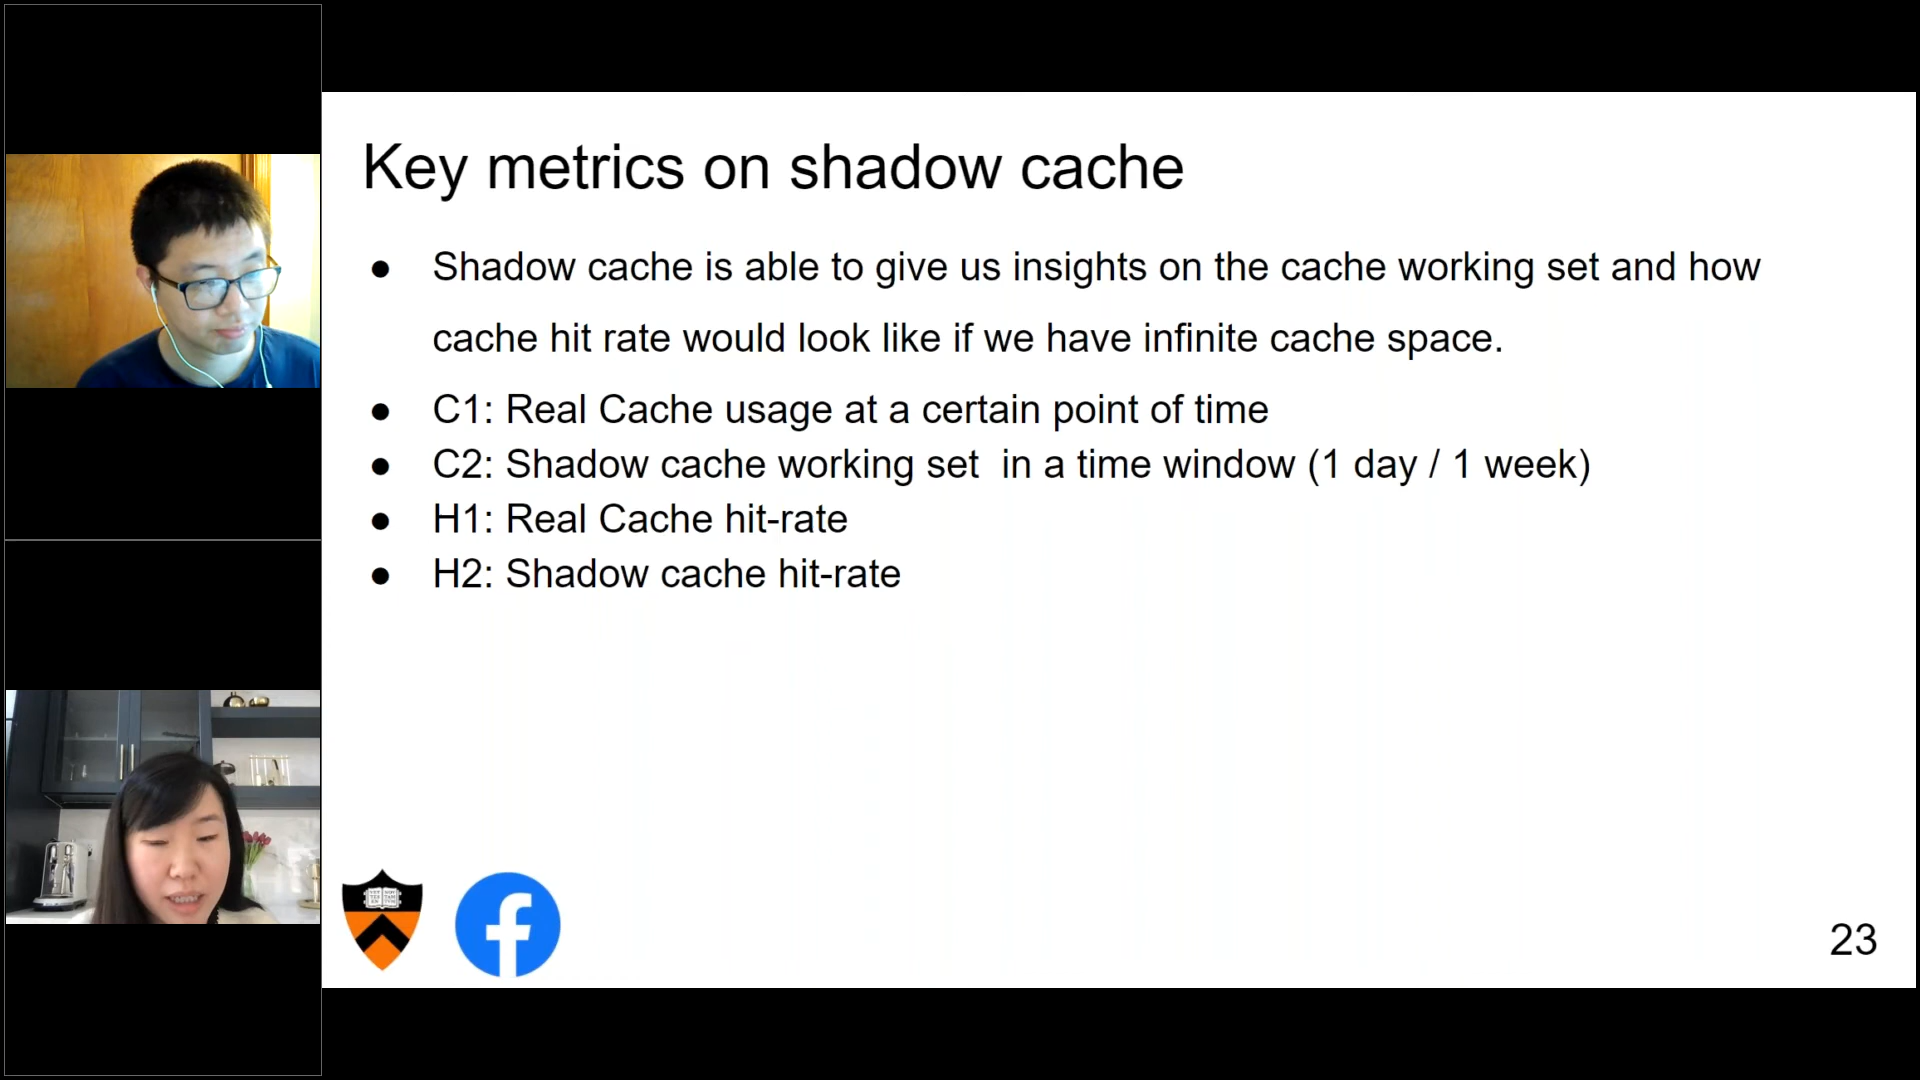 Key metrics on shadow cache
● Shadow cache is able to give us insights on the cache working set and how
cache hit rate would look like if we have infinite cache space.
● C1: Real Cache usage at a certain point of time
● C2: Shadow cache working set  in a time window (1 day / 1 week)
● H1: Real Cache hit-rate
● H2: Shadow cache hit-rate
23